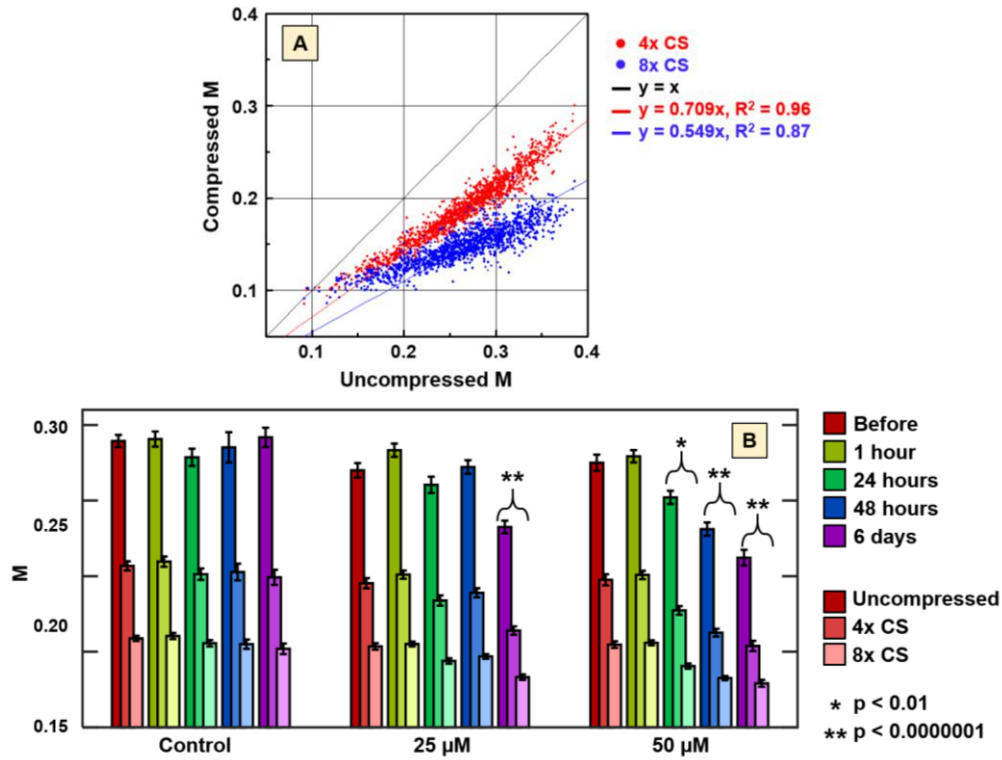 A
0.4
0.3
0.2
0.1
Compressed M
0.1
0.2
0.3
0.4
Uncompressed M
4x CS
8x CS
y = x
y = 0.709x, R² = 0.96
y = 0.549x, R² = 0.87
B
0.30
0.25
0.20
0.15
M
**
*
**
**
Control
25 µM
50 µM
Before
1 hour
24 hours
48 hours
6 days
Uncompressed
4x CS
8x CS
* p < 0.01
** p < 0.0000001